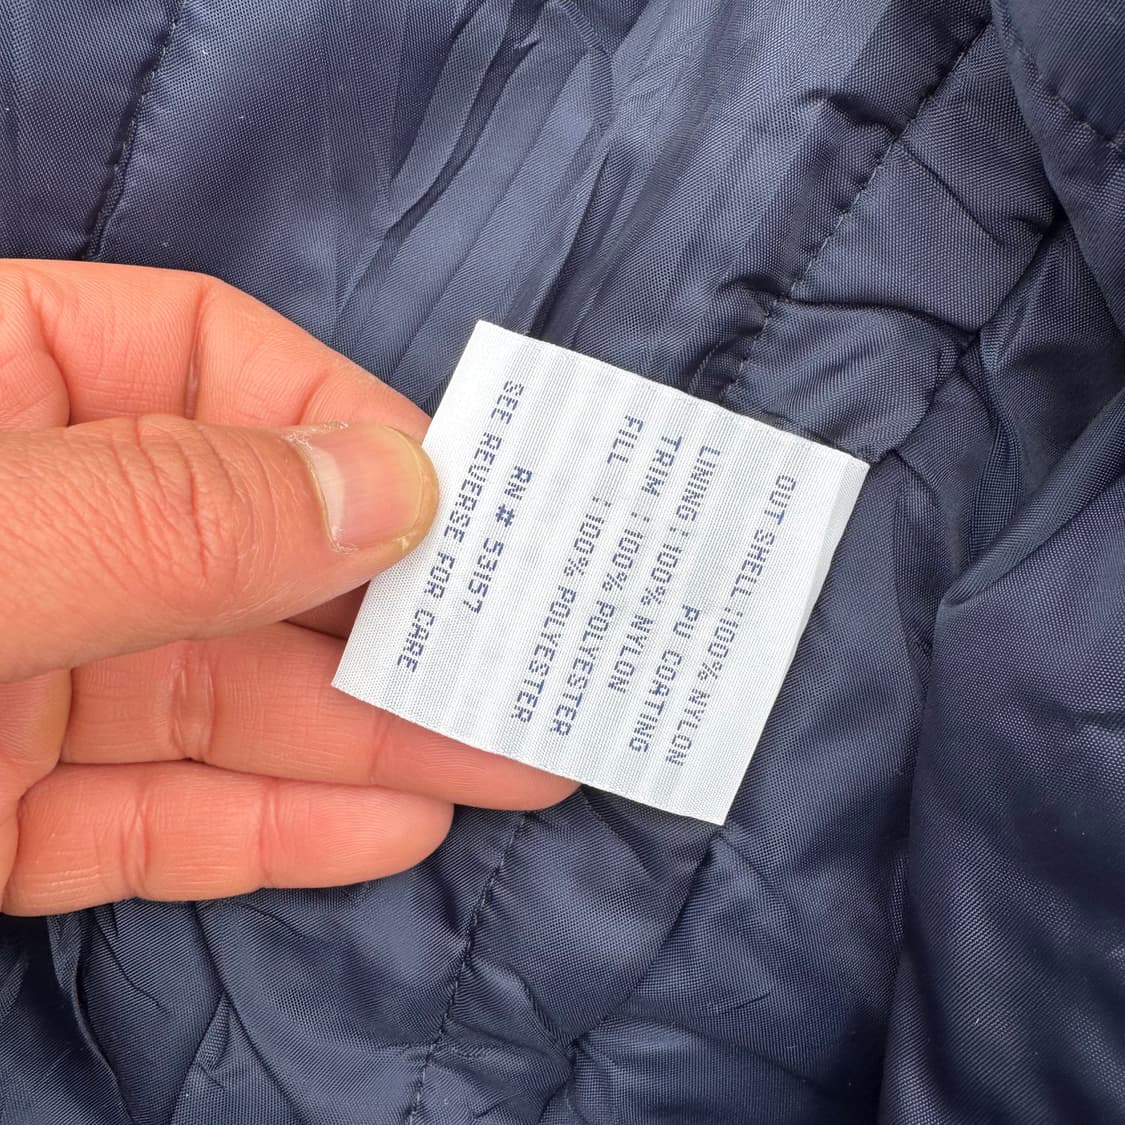 OUT SHELL : 100% NYLON
PU COATING
LINING : 100% NYLON
TRIM : 100% POLYESTER
FILL : 100% POLYESTER
RN # 53157
SEE REVERSE FOR CARE